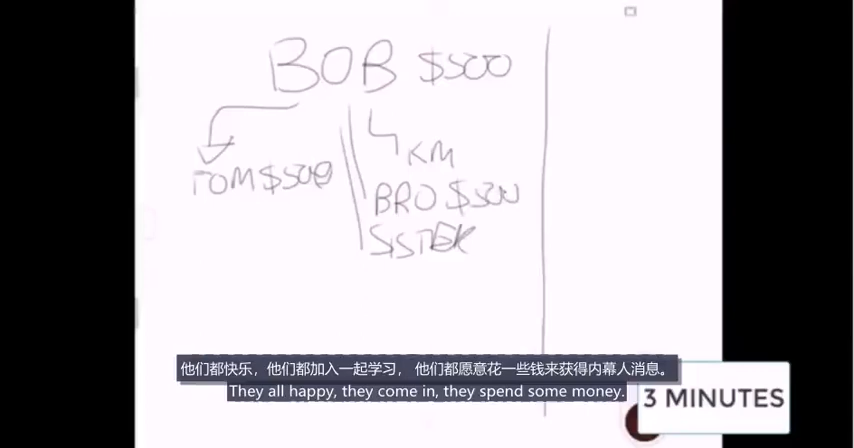 BOB $500
TOM $500
KM
BRO $500
SISTER
他们都快乐，他们都加入一起学习， 他们都愿意花一些钱来获得内幕人消息。
They all happy, they come in, they spend some money.
3 MINUTES